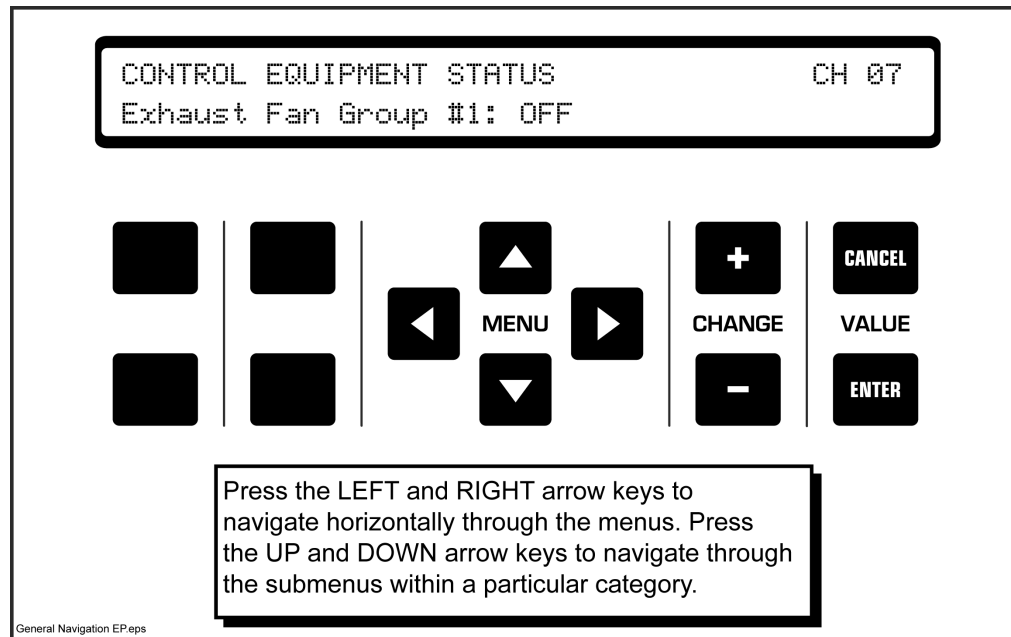 CONTROL EQUIPMENT STATUS CH 07
Exhaust Fan Group #1: OFF
+
CANCEL
MENU
CHANGE
VALUE
-
ENTER
Press the LEFT and RIGHT arrow keys to
navigate horizontally through the menus. Press
the UP and DOWN arrow keys to navigate through
the submenus within a particular category.
General Navigation EP.eps